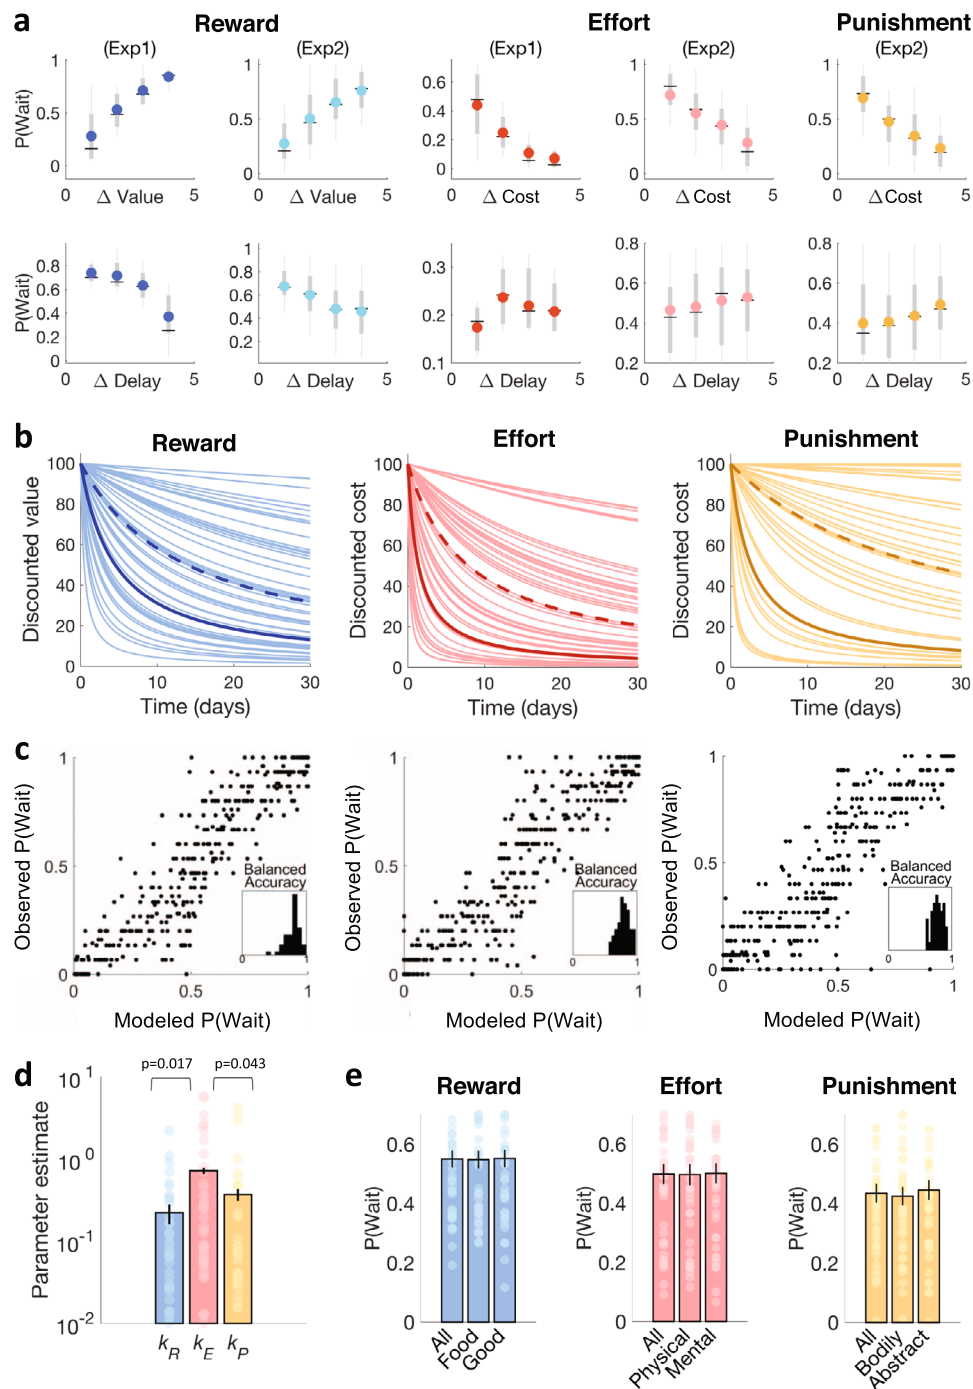 a
Reward
Effort
Punishment
(Exp1)
(Exp2)
(Exp1)
(Exp2)
(Exp2)
P(Wait)
1
0.5
0
0
Δ Value
5
1
0.5
0
0
Δ Value
5
0.6
0.4
0.2
0
0
Δ Cost
5
1
0.5
0
0
Δ Cost
5
1
0.5
0
0
Δ Cost
5
P(Wait)
0.8
0.6
0.4
0.2
0
0
Δ Delay
5
1
0.8
0.6
0.4
0.2
0
0
Δ Delay
5
0.3
0.2
0.1
0
Δ Delay
5
0.8
0.6
0.4
0.2
0
Δ Delay
5
0.8
0.6
0.4
0.2
0
Δ Delay
5
b
Reward
Effort
Punishment
Discounted value
100
80
60
40
20
0
0
10
20
30
Time (days)
Discounted cost
100
80
60
40
20
0
0
10
20
30
Time (days)
Discounted cost
100
80
60
40
20
0
0
10
20
30
Time (days)
c
Observed P(Wait)
1
0.5
0
0
0.5
1
Modeled P(Wait)
Balanced
Accuracy
0
1
Observed P(Wait)
1
0.5
0
0
0.5
1
Modeled P(Wait)
Balanced
Accuracy
0
1
Observed P(Wait)
1
0.5
0
0
0.5
1
Modeled P(Wait)
Balanced
Accuracy
0
1
d
p=0.017
p=0.043
Parameter estimate
10^1
10^0
10^-1
10^-2
k_R
k_E
k_P
e
Reward
Effort
Punishment
P(Wait)
0.6
0.4
0.2
0
All
Food
Good
P(Wait)
0.6
0.4
0.2
0
All
Physical
Mental
P(Wait)
0.6
0.4
0.2
0
All
Bodily
Abstract